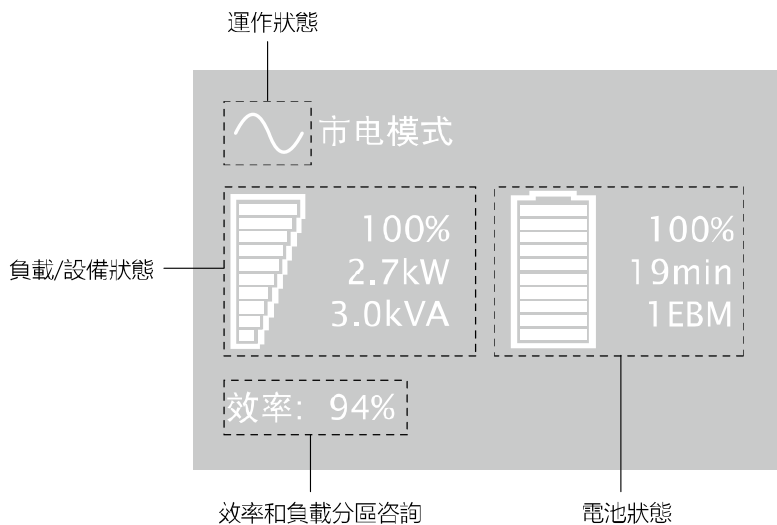 運作狀態
市电模式
100%
2.7kW
3.0kVA
100%
19min
1EBM
負載/設備狀態
效率: 94%
效率和負載分區咨詢
電池狀態